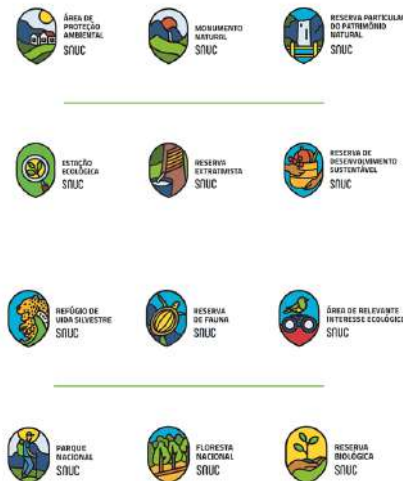 ÁREA DE
PROTEÇÃO
AMBIENTAL
SNUC
MONUMENTO
NATURAL
SNUC
RESERVA PARTICULAR
DO PATRIMÔNIO
NATURAL
SNUC
ESTAÇÃO
ECOLÓGICA
SNUC
RESERVA
EXTRATIVISTA
SNUC
RESERVA DE
DESENVOLVIMENTO
SUSTENTÁVEL
SNUC
REFÚGIO DE
VIDA SILVESTRE
SNUC
RESERVA
DE FAUNA
SNUC
ÁREA DE RELEVANTE
INTERESSE ECOLÓGICO
SNUC
PARQUE
NACIONAL
SNUC
FLORESTA
NACIONAL
SNUC
RESERVA
BIOLÓGICA
SNUC